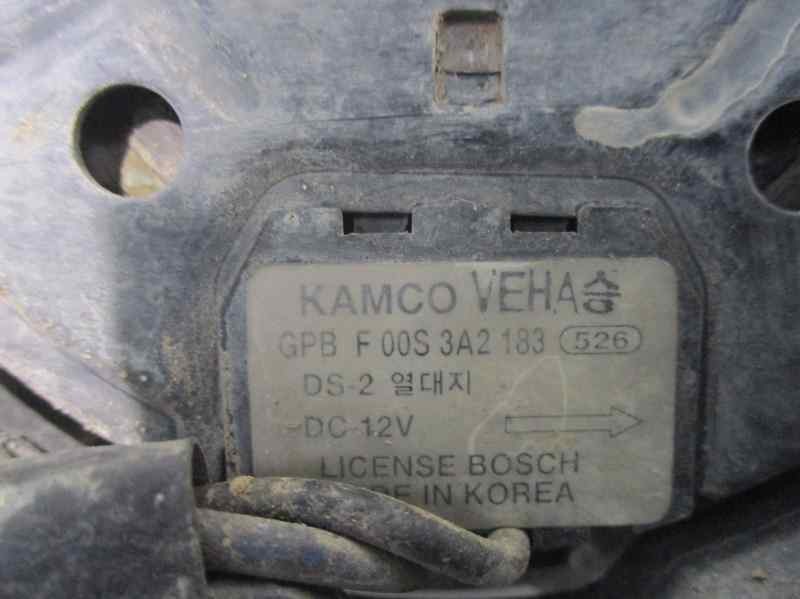 KAMCO VEHA승
GPB F 00S 3A2 183 526
DS-2 열대지
DC 12V
LICENSE BOSCH
IN KOREA